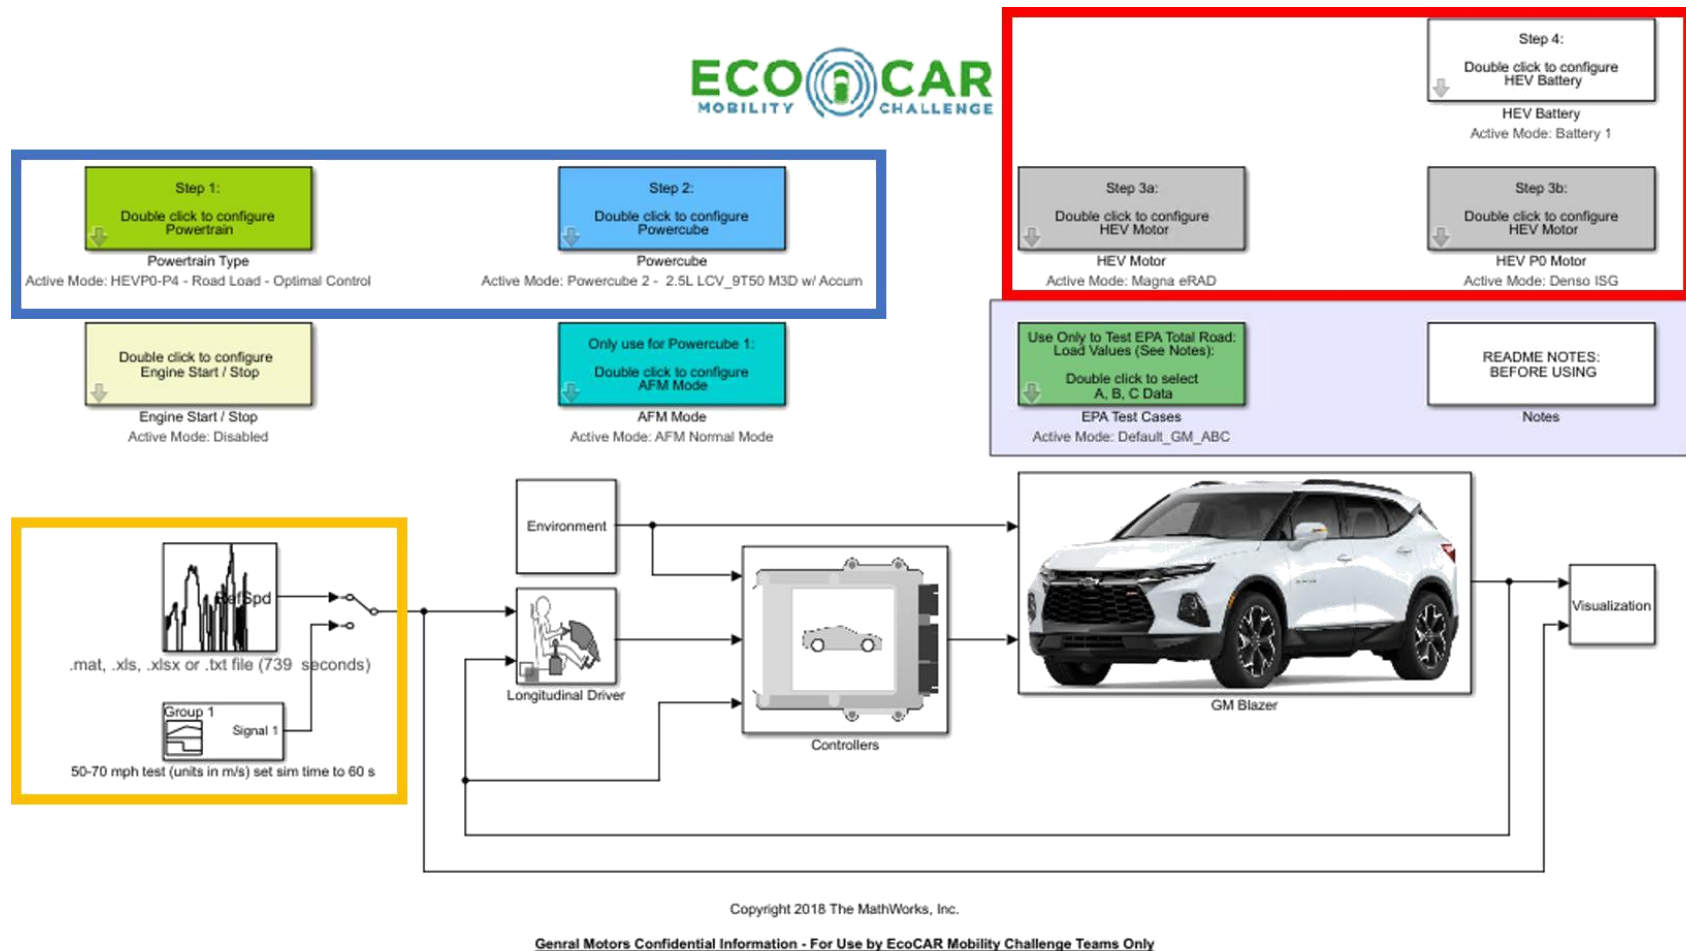 Step 4:
Double click to configure
HEV Battery
HEV Battery
Active Mode: Battery 1
ECO CAR
MOBILITY CHALLENGE
Step 1:
Double click to configure
Powertrain
Powertrain Type
Active Mode: HEVP0-P4 - Road Load - Optimal Control
Step 2:
Double click to configure
Powercube
Powercube
Active Mode: Powercube 2 - 2.5L LCV_9T50 M3D w/ Accum
Step 3a:
Double click to configure
HEV Motor
HEV Motor
Active Mode: Magna eRAD
Step 3b:
Double click to configure
HEV Motor
HEV P0 Motor
Active Mode: Denso ISG
Double click to configure
Engine Start / Stop
Engine Start / Stop
Active Mode: Disabled
Only use for Powercube 1:
Double click to configure
AFM Mode
AFM Mode
Active Mode: AFM Normal Mode
Use Only to Test EPA Total Road:
Load Values (See Notes):
Double click to select
A, B, C Data
EPA Test Cases
Active Mode: Default_GM_ABC
README NOTES:
BEFORE USING
Notes
RefSpd
.mat, .xls, .xlsx or .txt file (739 seconds)
Group 1
Signal 1
50-70 mph test (units in m/s) set sim time to 60 s
Environment
Longitudinal Driver
Controllers
GM Blazer
Visualization
Copyright 2018 The MathWorks, Inc.
Genral Motors Confidential Information - For Use by EcoCAR Mobility Challenge Teams Only